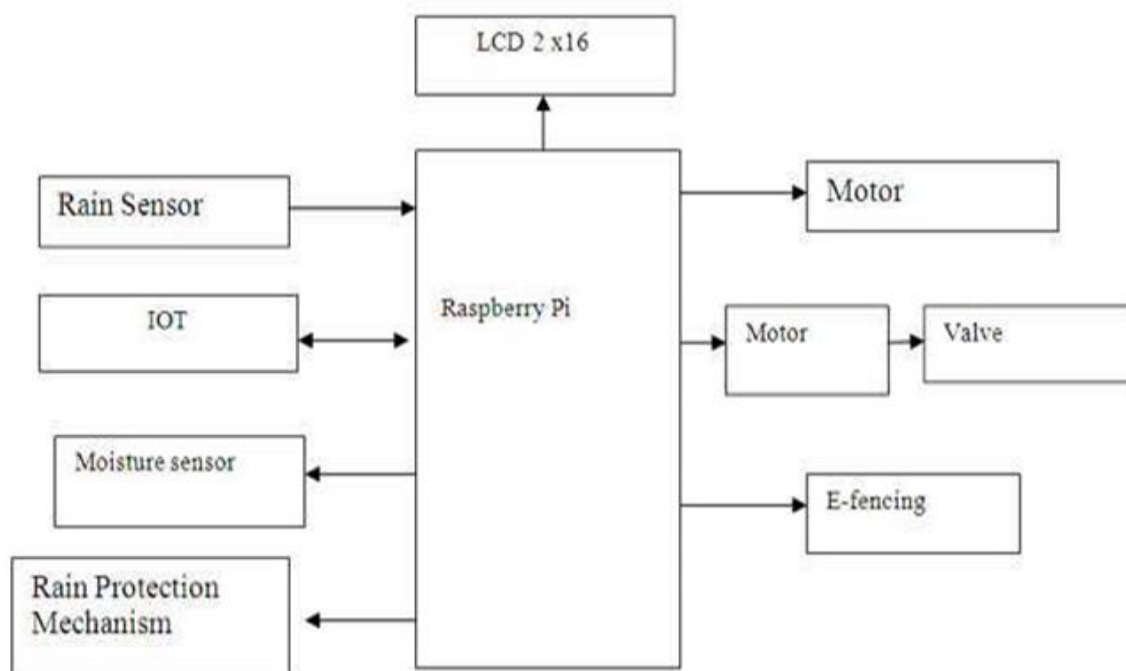 LCD 2 x16
Rain Sensor
Motor
IOT
Raspberry Pi
Motor
Valve
Moisture sensor
E-fencing
Rain Protection
Mechanism